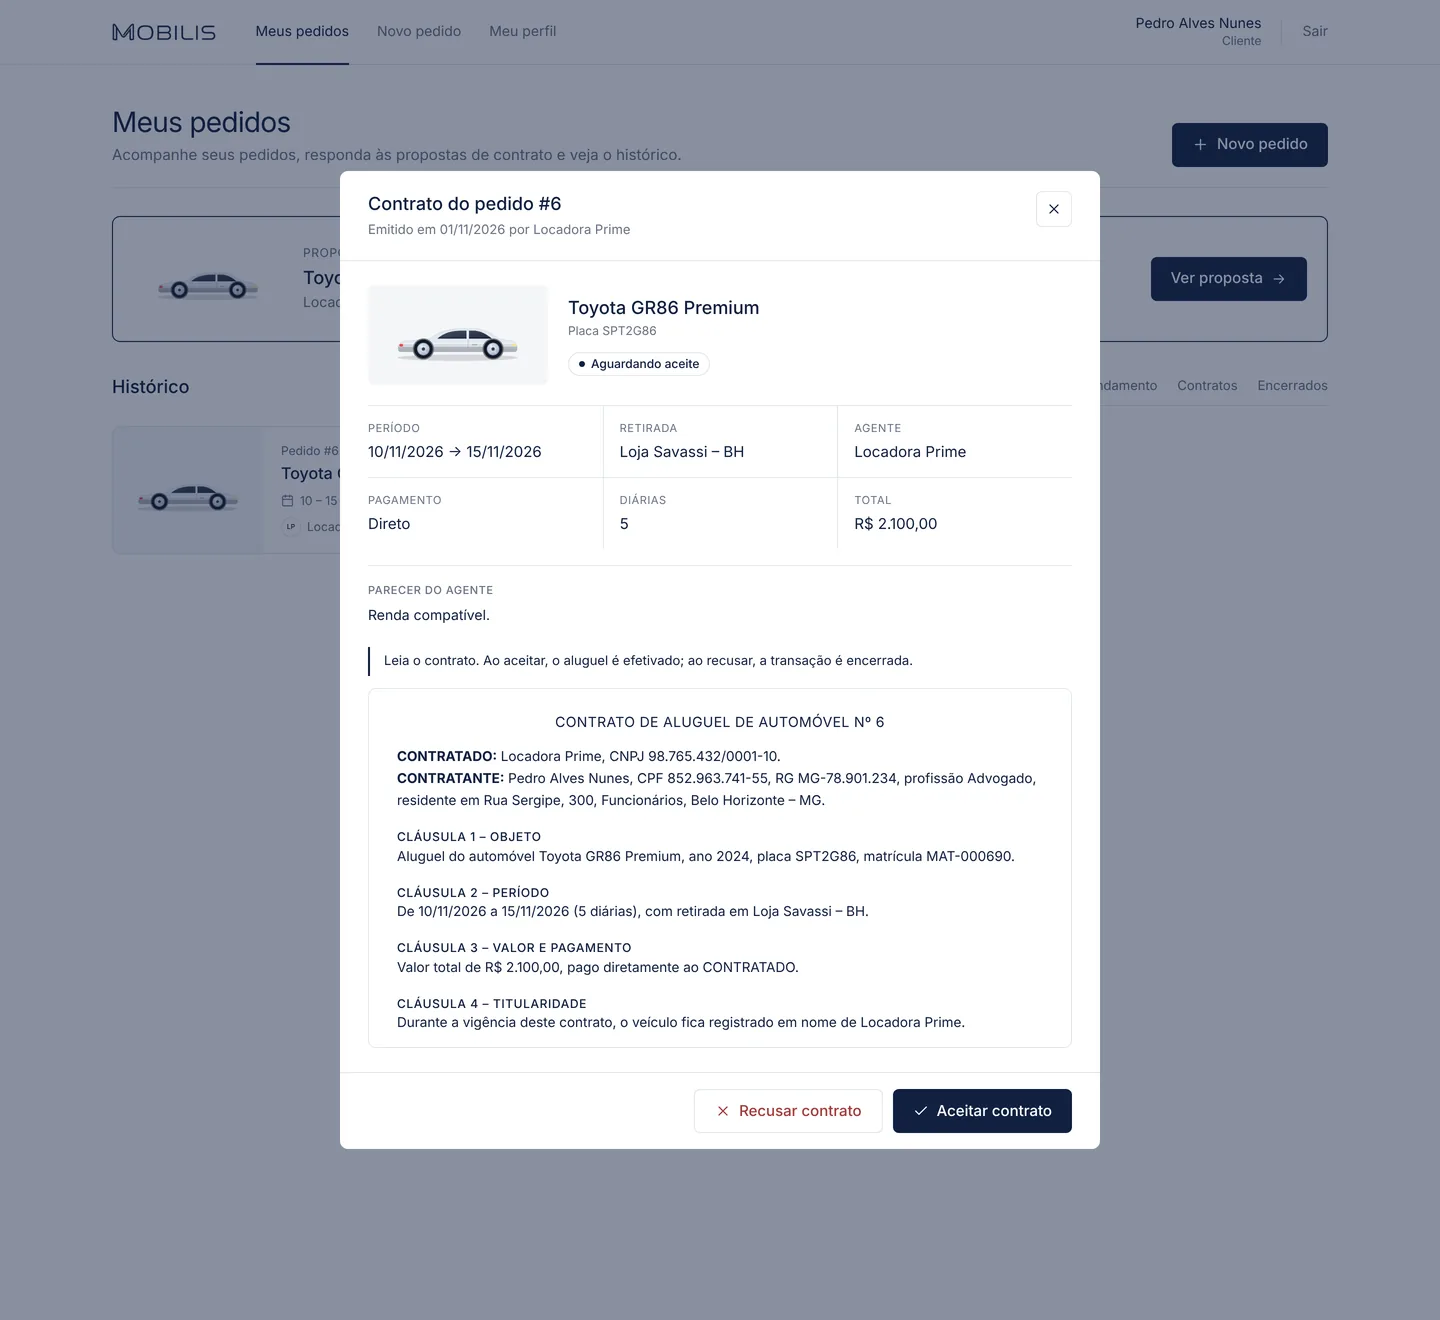 MOBILIS
Meus pedidos
Novo pedido
Meu perfil
Pedro Alves Nunes
Cliente
Sair
Meus pedidos
Acompanhe seus pedidos, responda às propostas de contrato e veja o histórico.
+ Novo pedido
Ver proposta →
Histórico
Contratos
Encerrados
Pedido #6
Toyota
10 – 15
LP
Contrato do pedido #6
Emitido em 01/11/2026 por Locadora Prime
Toyota GR86 Premium
Placa SPT2G86
Aguardando aceite
PERÍODO
10/11/2026 → 15/11/2026
RETIRADA
Loja Savassi – BH
AGENTE
Locadora Prime
PAGAMENTO
Direto
DIÁRIAS
5
TOTAL
R$ 2.100,00
PARECER DO AGENTE
Renda compatível.
Leia o contrato. Ao aceitar, o aluguel é efetivado; ao recusar, a transação é encerrada.
CONTRATO DE ALUGUEL DE AUTOMÓVEL Nº 6
CONTRATADO: Locadora Prime, CNPJ 98.765.432/0001-10.
CONTRATANTE: Pedro Alves Nunes, CPF 852.963.741-55, RG MG-78.901.234, profissão Advogado,
residente em Rua Sergipe, 300, Funcionários, Belo Horizonte – MG.
CLÁUSULA 1 – OBJETO
Aluguel do automóvel Toyota GR86 Premium, ano 2024, placa SPT2G86, matrícula MAT-000690.
CLÁUSULA 2 – PERÍODO
De 10/11/2026 a 15/11/2026 (5 diárias), com retirada em Loja Savassi – BH.
CLÁUSULA 3 – VALOR E PAGAMENTO
Valor total de R$ 2.100,00, pago diretamente ao CONTRATADO.
CLÁUSULA 4 – TITULARIDADE
Durante a vigência deste contrato, o veículo fica registrado em nome de Locadora Prime.
Recusar contrato
Aceitar contrato